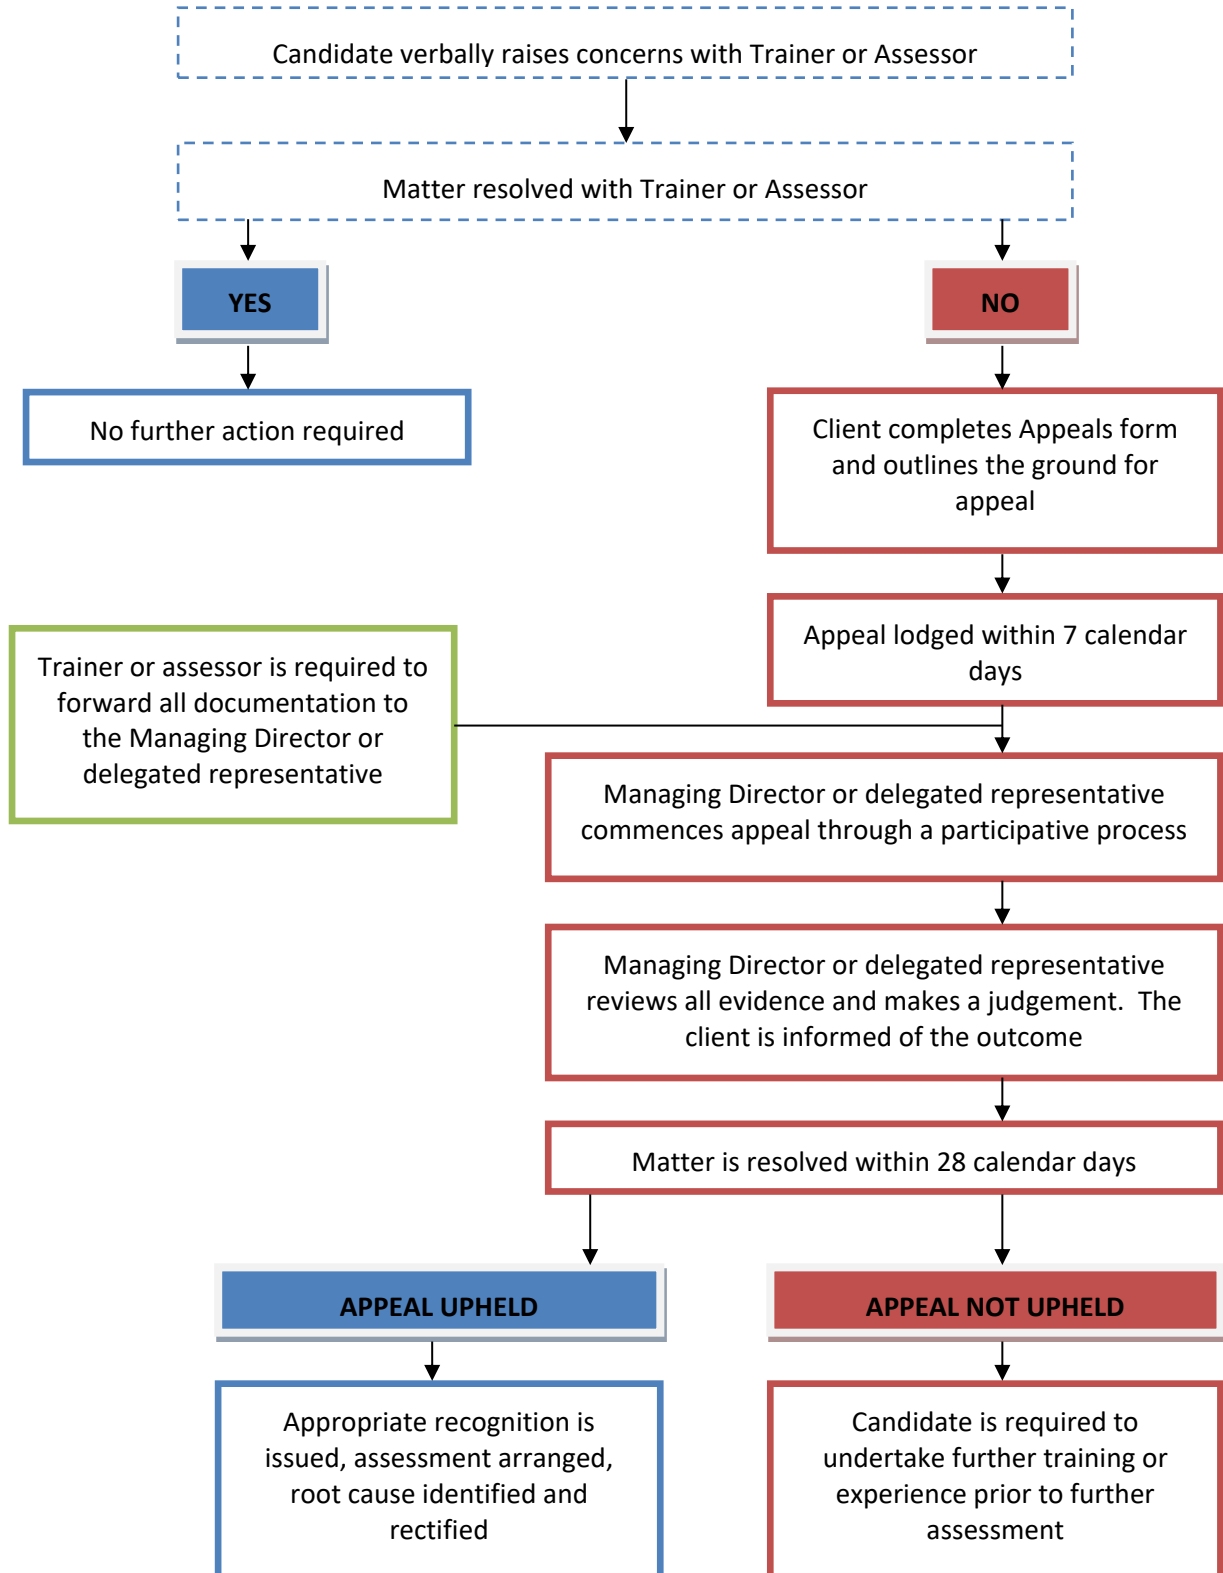 Candidate verbally raises concerns with Trainer or Assessor
Matter resolved with Trainer or Assessor
YES
NO
No further action required
Client completes Appeals form
and outlines the ground for
appeal
Appeal lodged within 7 calendar
days
Trainer or assessor is required to
forward all documentation to
the Managing Director or
delegated representative
Managing Director or delegated representative
commences appeal through a participative process
Managing Director or delegated representative
reviews all evidence and makes a judgement.  The
client is informed of the outcome
Matter is resolved within 28 calendar days
APPEAL UPHELD
APPEAL NOT UPHELD
Appropriate recognition is
issued, assessment arranged,
root cause identified and
rectified
Candidate is required to
undertake further training or
experience prior to further
assessment